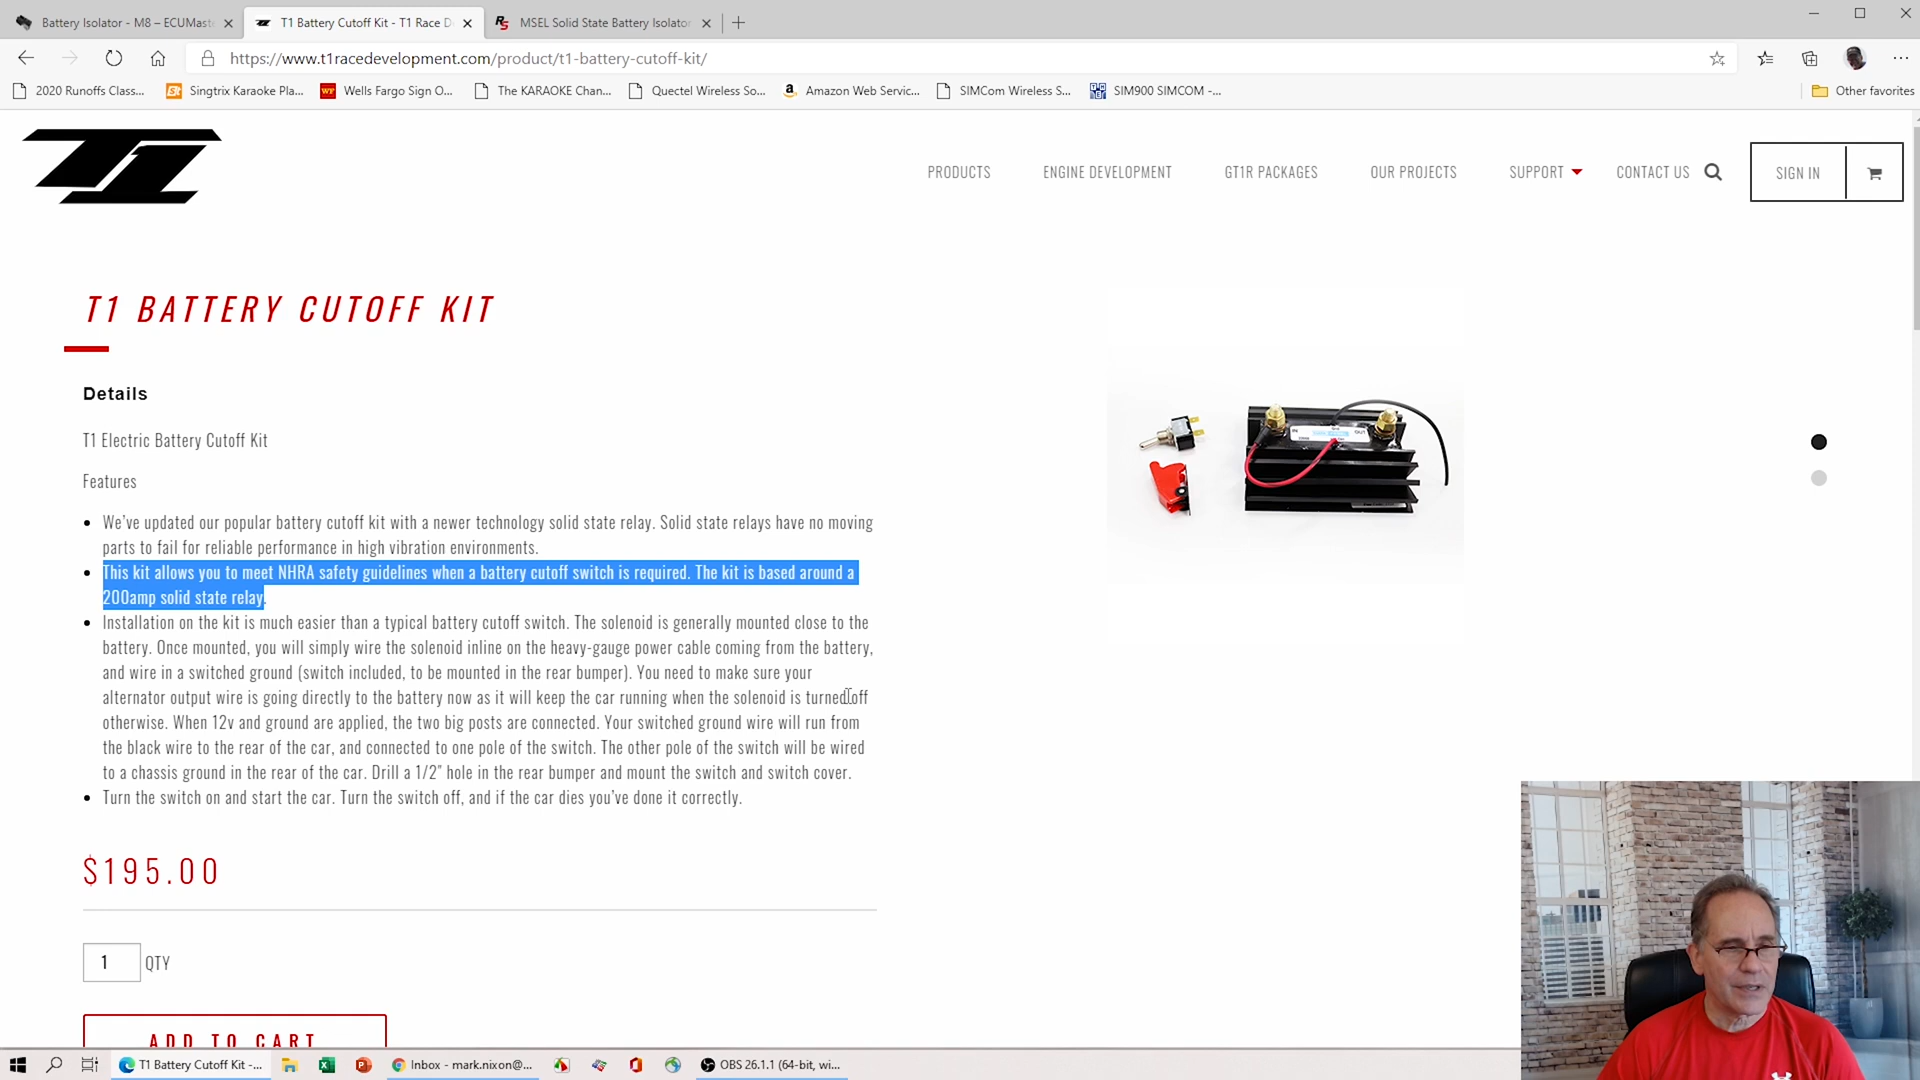 Battery Isolator - M8 – ECUMast
T1 Battery Cutoff Kit - T1 Race D
MSEL Solid State Battery Isolator
https://www.t1racedevelopment.com/product/t1-battery-cutoff-kit/
2020 Runoffs Class...
Singtrix Karaoke Pla...
Wells Fargo Sign O...
The KARAOKE Chan...
Quectel Wireless So...
Amazon Web Servic...
SIMCom Wireless S...
SIM900 SIMCOM -...
Other favorites
T1
PRODUCTS
ENGINE DEVELOPMENT
GT1R PACKAGES
OUR PROJECTS
SUPPORT
CONTACT US
SIGN IN
T1 BATTERY CUTOFF KIT
Details
T1 Electric Battery Cutoff Kit
Features
We've updated our popular battery cutoff kit with a newer technology solid state relay. Solid state relays have no moving
parts to fail for reliable performance in high vibration environments.
This kit allows you to meet NHRA safety guidelines when a battery cutoff switch is required. The kit is based around a
200amp solid state relay.
Installation on the kit is much easier than a typical battery cutoff switch. The solenoid is generally mounted close to the
battery. Once mounted, you will simply wire the solenoid inline on the heavy-gauge power cable coming from the battery,
and wire in a switched ground (switch included, to be mounted in the rear bumper). You need to make sure your
alternator output wire is going directly to the battery now as it will keep the car running when the solenoid is turned off
otherwise. When 12v and ground are applied, the two big posts are connected. Your switched ground wire will run from
the black wire to the rear of the car, and connected to one pole of the switch. The other pole of the switch will be wired
to a chassis ground in the rear of the car. Drill a 1/2" hole in the rear bumper and mount the switch and switch cover.
Turn the switch on and start the car. Turn the switch off, and if the car dies you've done it correctly.
$195.00
1 QTY
ADD TO CART
T1 Battery Cutoff Kit -...
Inbox - mark.nixon@...
OBS 26.1.1 (64-bit, wi...